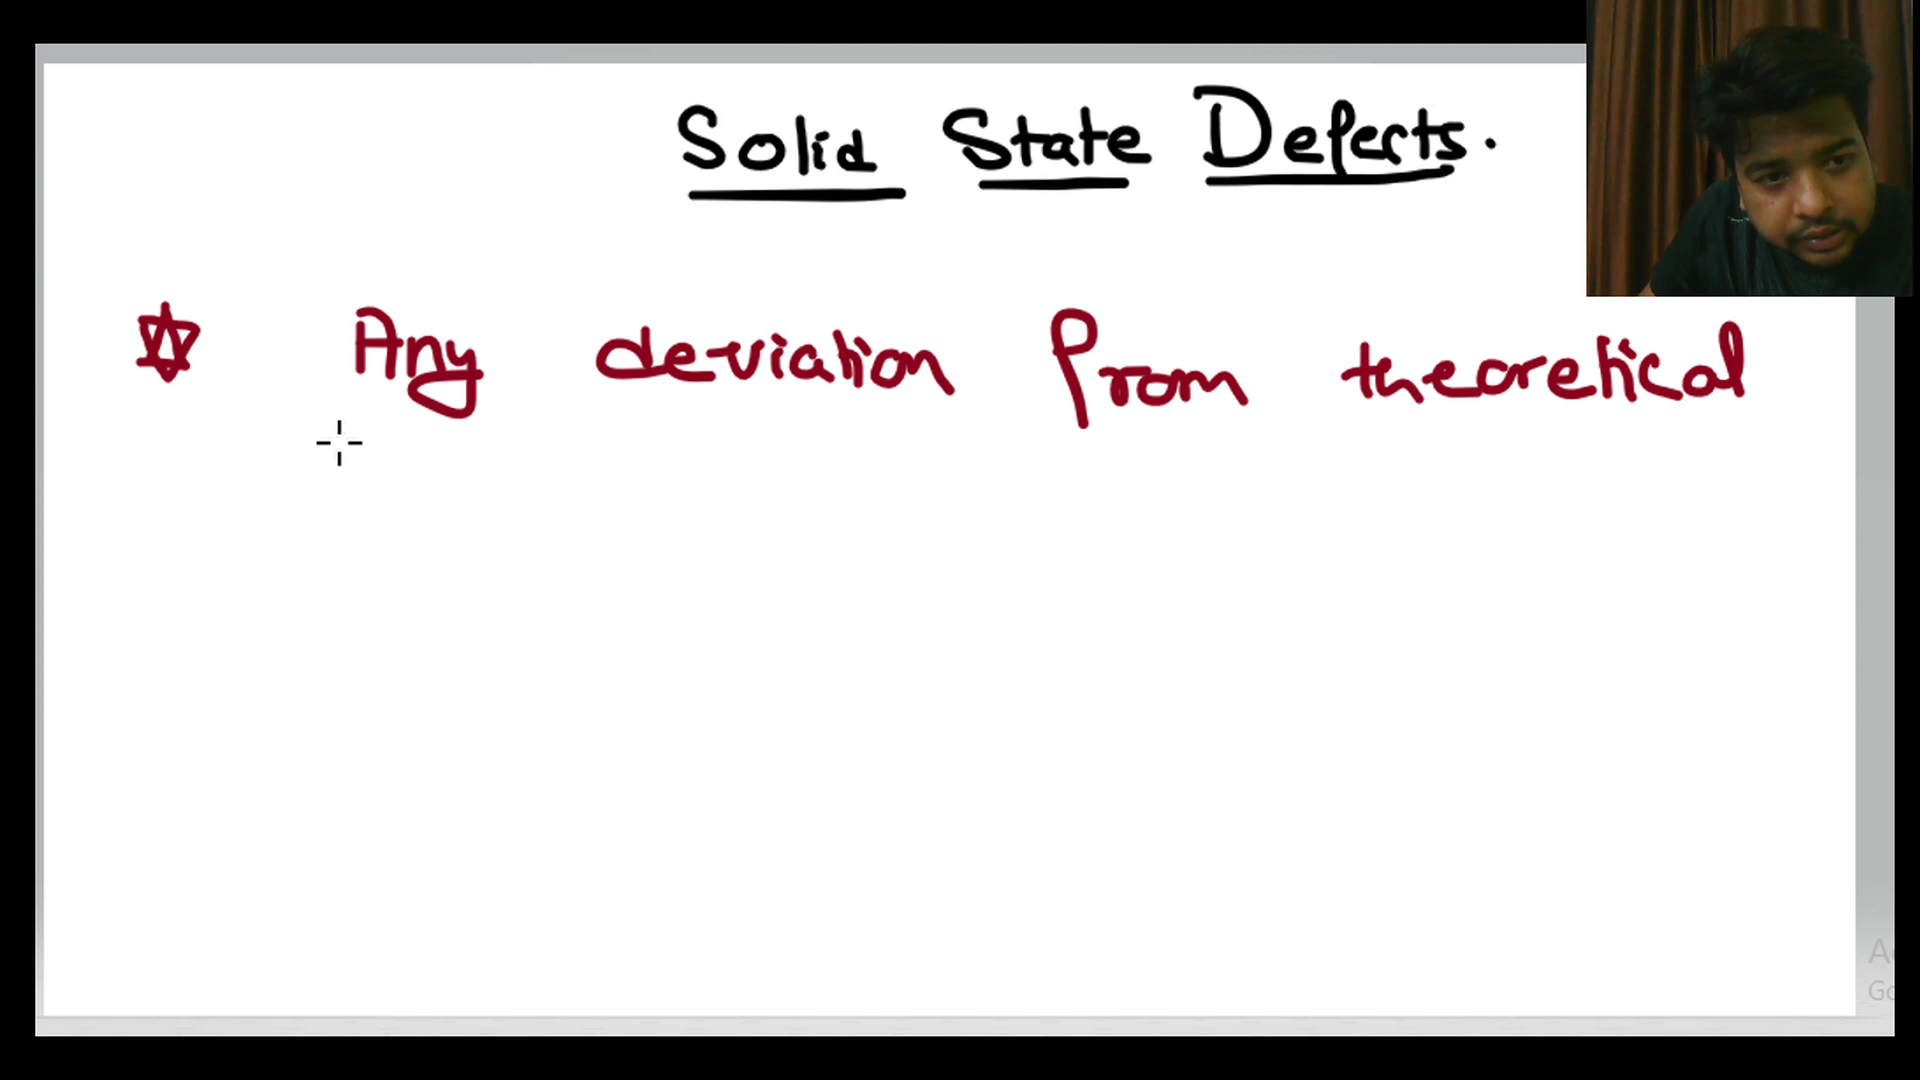 Solid State Defects.
Any deviation from theoretical